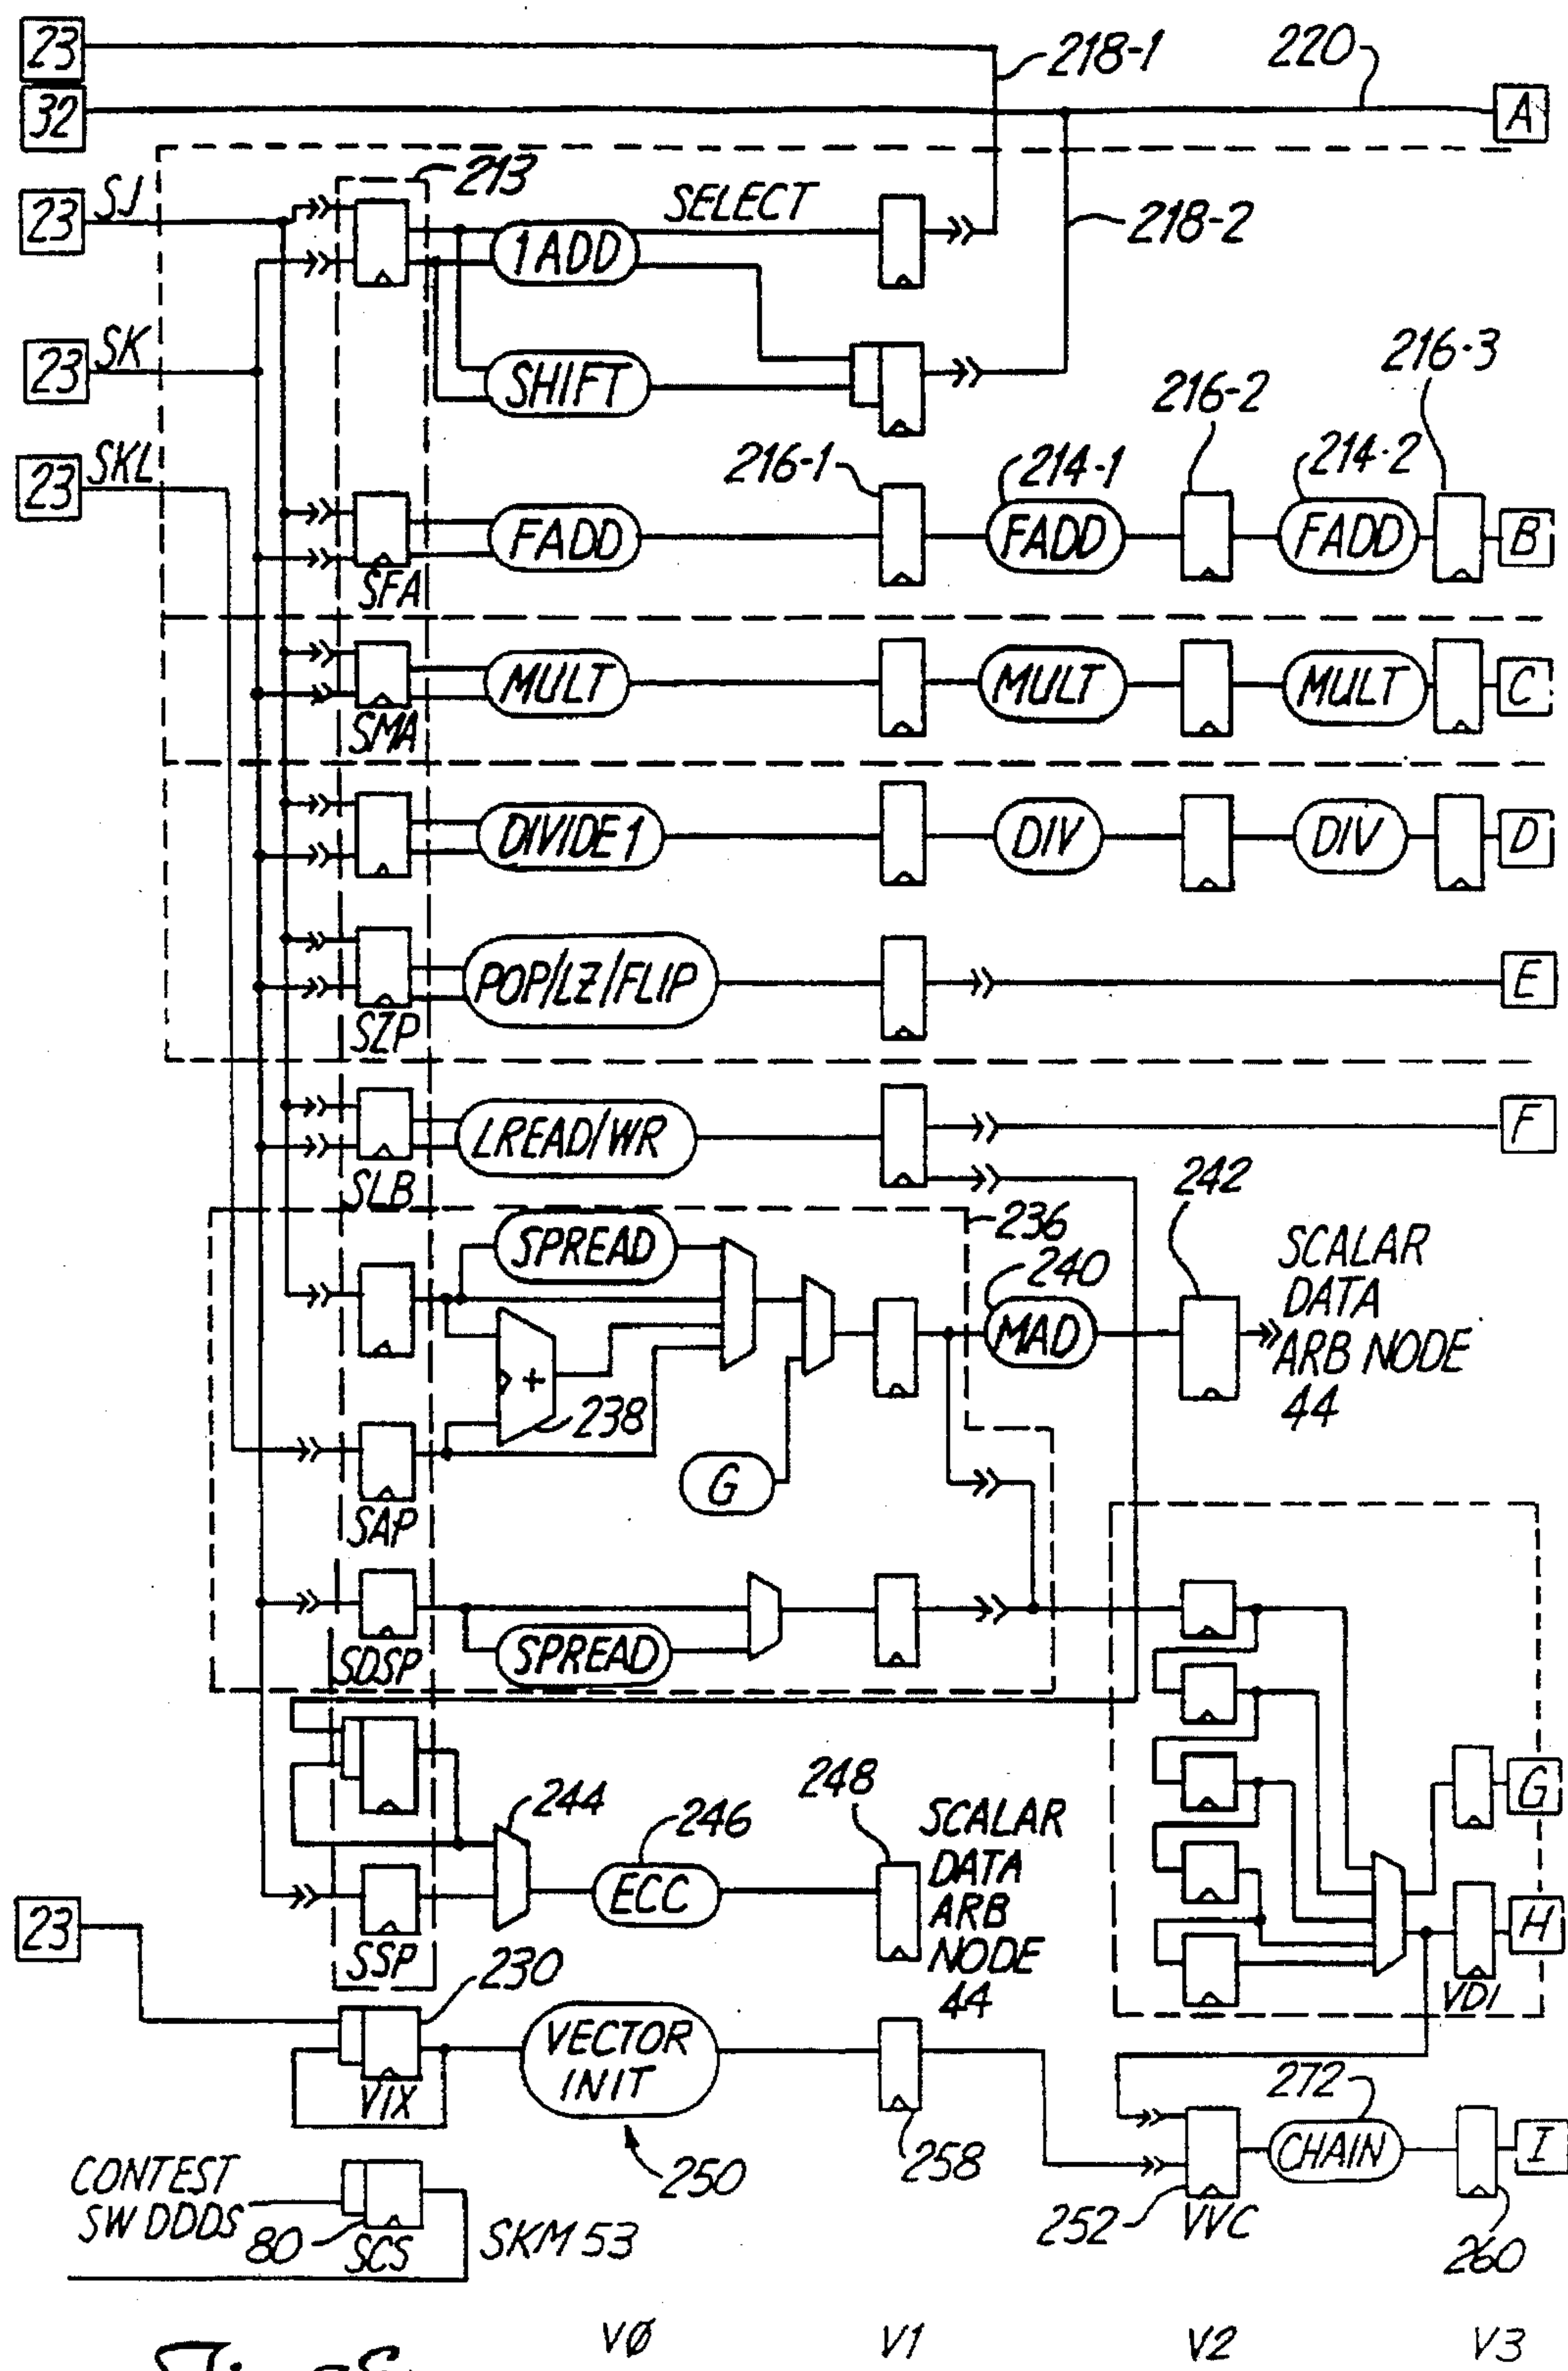 23
218-1
220
32
A
23
SJ
213
SELECT
1ADD
218-2
23
SK
SHIFT
216-3
216-2
23
SKL
216-1
214-1
214-2
FADD
FADD
FADD
B
SFA
MULT
MULT
MULT
C
SMA
DIVIDE1
DIV
DIV
D
POP/LZ/FLIP
E
SZP
LREAD/WR
F
SLB
242
236
SPREAD
240
SCALAR
DATA
ARB NODE
44
MAD
+
238
G
SAP
SDSP
SPREAD
244
246
248
SCALAR
DATA
ARB
NODE
44
G
ECC
23
H
SSP
230
VDI
VECTOR
INIT
VIX
272
250
258
CHAIN
I
CONTEST
SW DDDS
80
SCS
SKM 53
252
VVC
260
VØ
V1
V2
V3